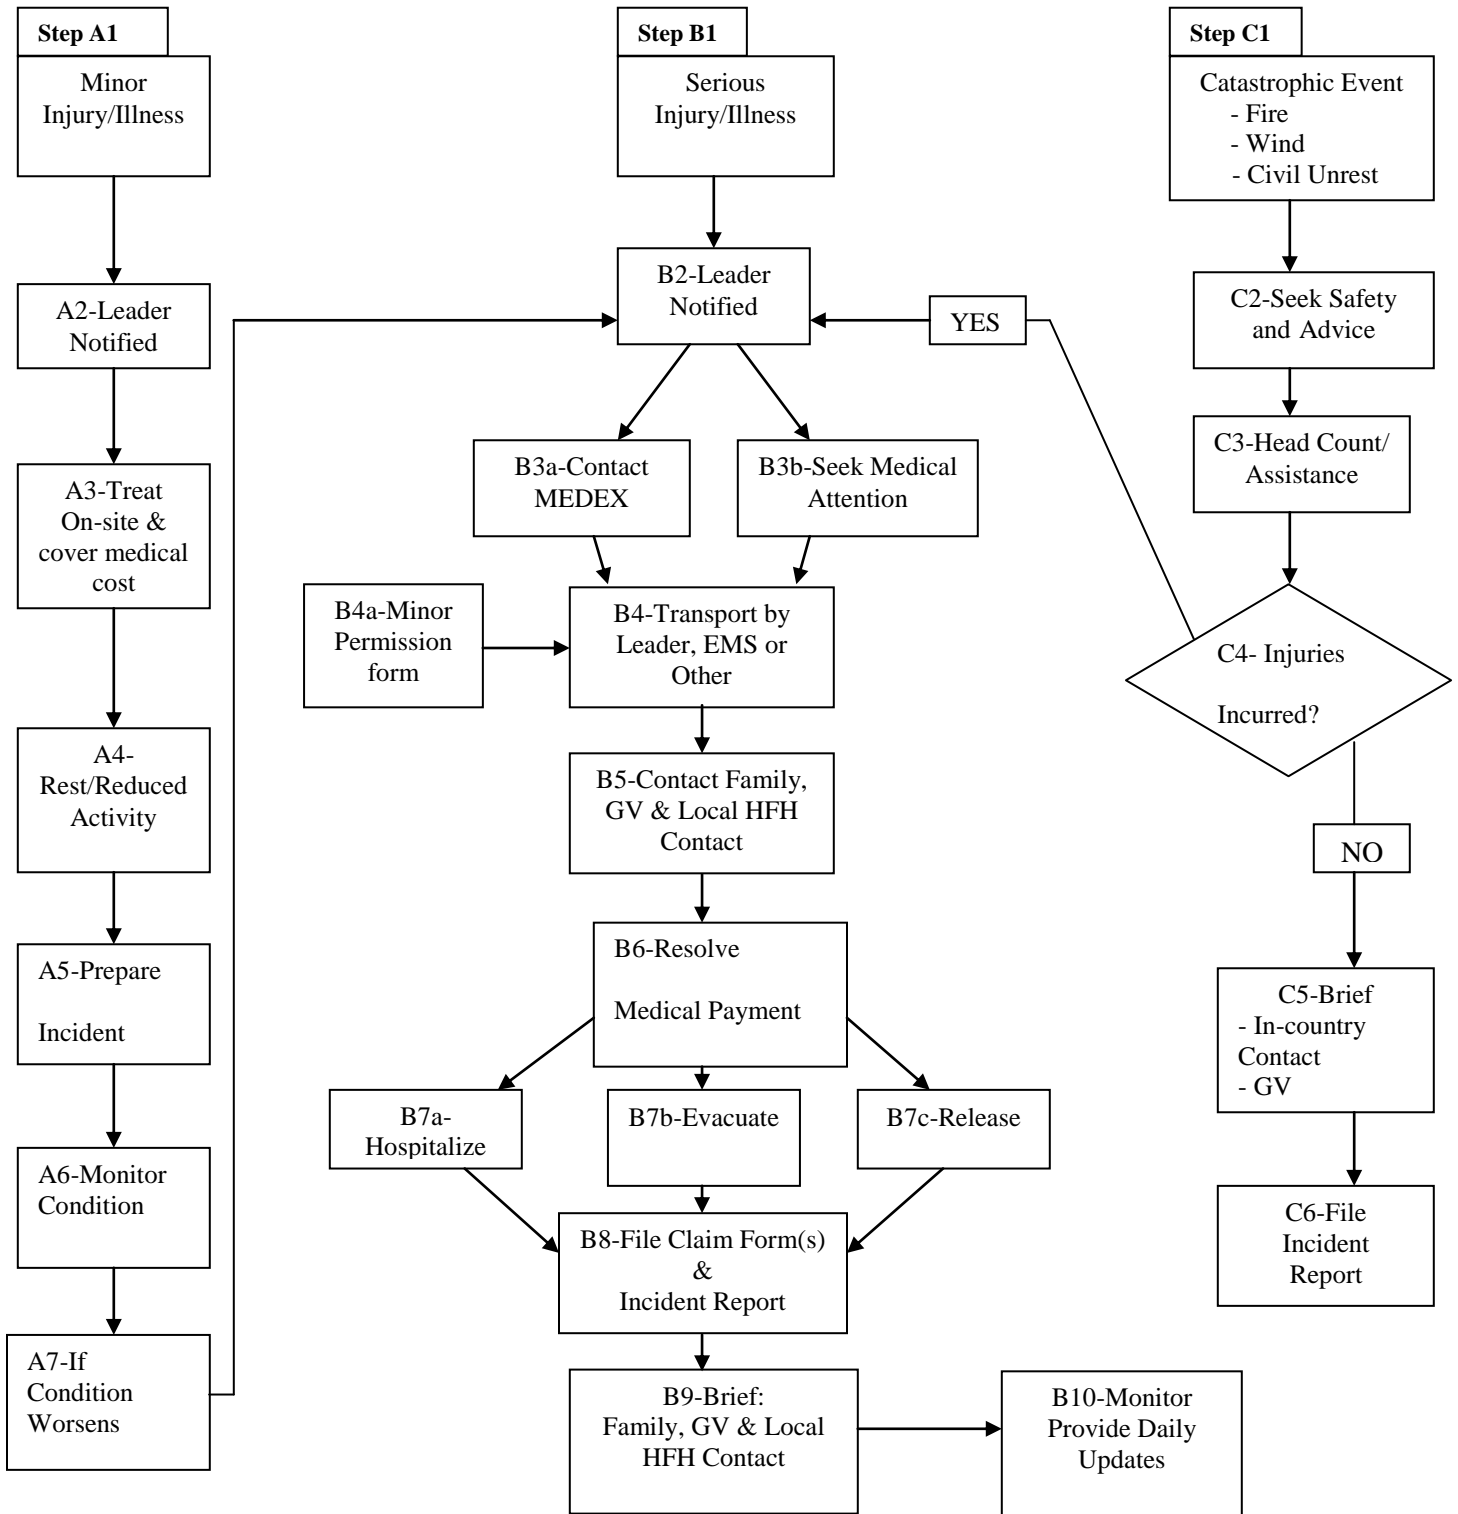 Step A1
Minor
Injury/Illness
A2-Leader
Notified
A3-Treat
On-site &
cover medical
cost
A4-
Rest/Reduced
Activity
A5-Prepare
Incident
A6-Monitor
Condition
A7-If
Condition
Worsens
Step B1
Serious
Injury/Illness
B2-Leader
Notified
B3a-Contact
MEDEX
B3b-Seek Medical
Attention
B4a-Minor
Permission
form
B4-Transport by
Leader, EMS or
Other
B5-Contact Family,
GV & Local HFH
Contact
B6-Resolve
Medical Payment
B7a-
Hospitalize
B7b-Evacuate
B7c-Release
B8-File Claim Form(s)
&
Incident Report
B9-Brief:
Family, GV & Local
HFH Contact
B10-Monitor
Provide Daily
Updates
Step C1
Catastrophic Event
- Fire
- Wind
- Civil Unrest
C2-Seek Safety
and Advice
C3-Head Count/
Assistance
C4- Injuries
Incurred?
YES
NO
C5-Brief
- In-country
Contact
- GV
C6-File
Incident
Report